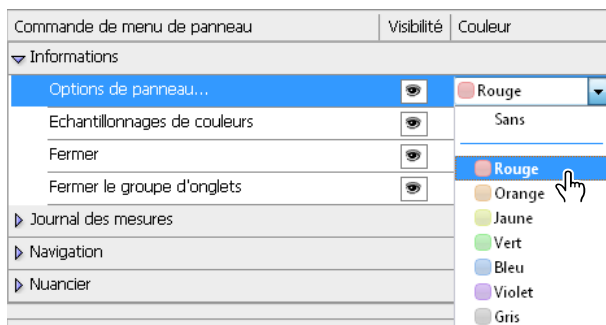 Commande de menu de panneau Visibilité Couleur
Informations
Options de panneau... Rouge
Echantillonnages de couleurs Sans
Fermer
Rouge
Fermer le groupe d'onglets Orange
Journal des mesures Jaune
Vert
Navigation
Bleu
Nuancier Violet
Gris